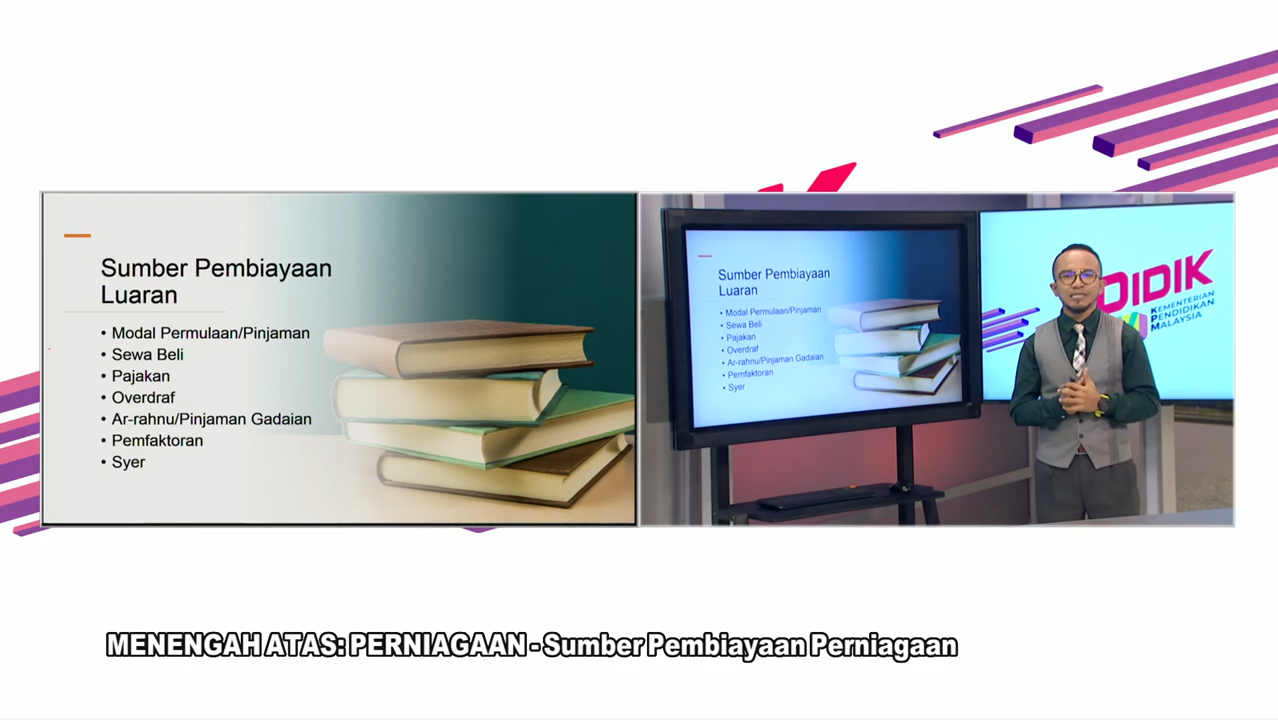 Sumber Pembiayaan
Luaran
• Modal Permulaan/Pinjaman
• Sewa Beli
• Pajakan
• Overdraf
• Ar-rahnu/Pinjaman Gadaian
• Pemfaktoran
• Syer
Sumber Pembiayaan
Luaran
• Modal Permulaan/Pinjaman
• Sewa Beli
• Pajakan
• Overdraf
• Ar-rahnu/Pinjaman Gadaian
• Pemfaktoran
• Syer
DIDIK
KEMENTERIAN
PENDIDIKAN
MALAYSIA
MENENGAH ATAS: PERNIAGAAN - Sumber Pembiayaan Perniagaan